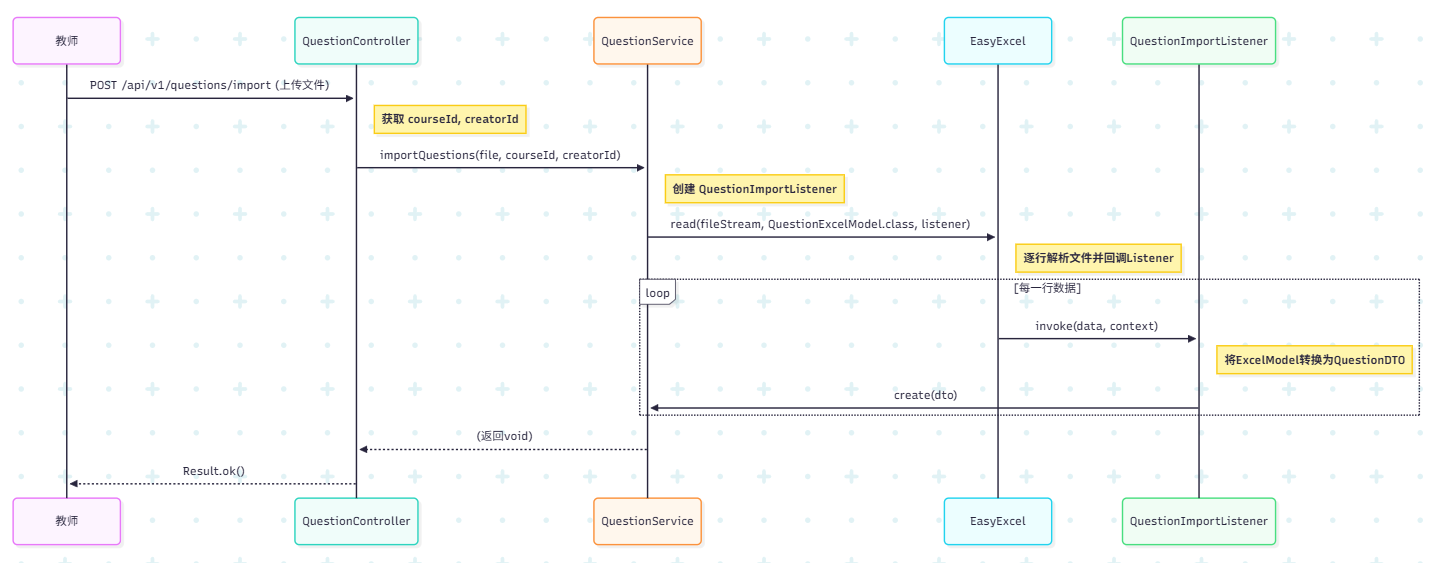 教师
QuestionController
QuestionService
EasyExcel
QuestionImportListener
POST /api/v1/questions/import (上传文件)
获取 courseId, creatorId
importQuestions(file, courseId, creatorId)
创建 QuestionImportListener
read(fileStream, QuestionExcelModel.class, listener)
逐行解析文件并回调Listener
loop
[每一行数据]
invoke(data, context)
将ExcelModel转换为QuestionDTO
create(dto)
(返回void)
Result.ok()
教师
QuestionController
QuestionService
EasyExcel
QuestionImportListener